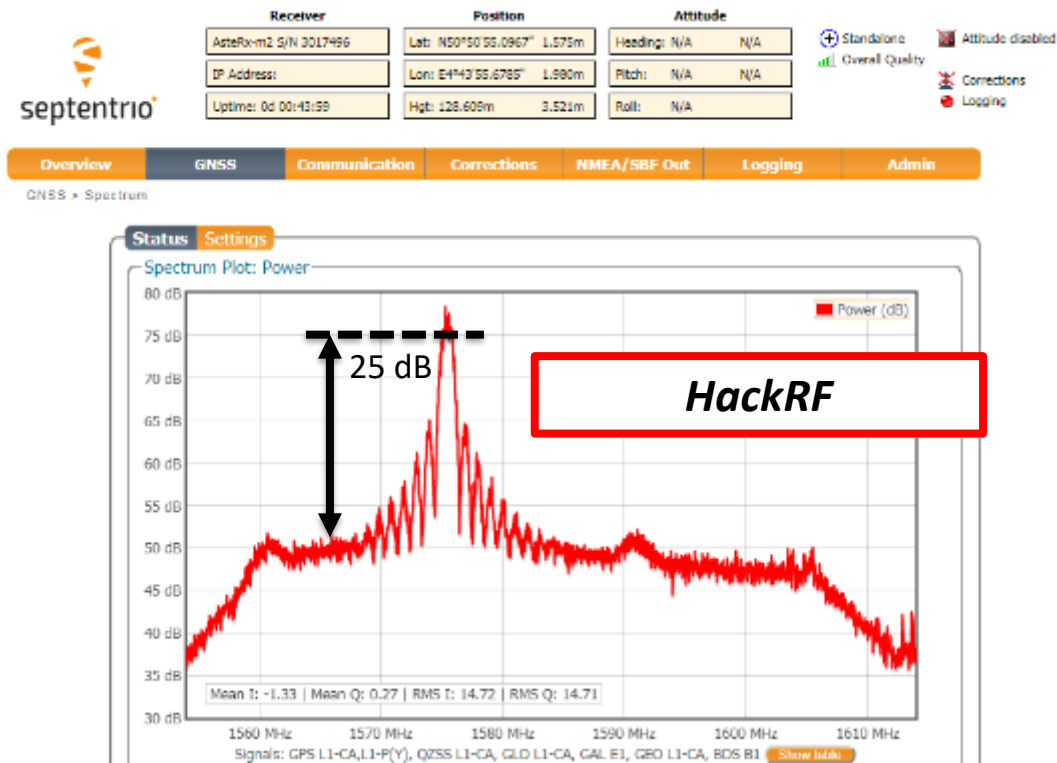 Receiver Position Attitude
AsteRx-m2 S/N 3017496 Lat: N50°50'55.0967" 1.575m Heading: N/A N/A Standalone Attitude disabled
Overall Quality
IP Address: Lon: E4°43'55.6785" 1.980m Pitch: N/A N/A Corrections
septentrio Uptime: 0d 00:43:59 Hgt: 128.609m 3.521m Roll: N/A Logging
Overview GNSS Communication Corrections NMEA/SBF Out Logging Admin
GNSS > Spectrum
Status Settings
Spectrum Plot: Power
80 dB
Power (dB)
75 dB
25 dB
70 dB
HackRF
65 dB
60 dB
55 dB
50 dB
45 dB
40 dB
35 dB
Mean I: -1.33 | Mean Q: 0.27 | RMS I: 14.72 | RMS Q: 14.71
30 dB
1560 MHz 1570 MHz 1580 MHz 1590 MHz 1600 MHz 1610 MHz
Signals: GPS L1-CA,L1-P(Y), QZSS L1-CA, GLO L1-CA, GAL E1, GEO L1-CA, BDS B1 Show table